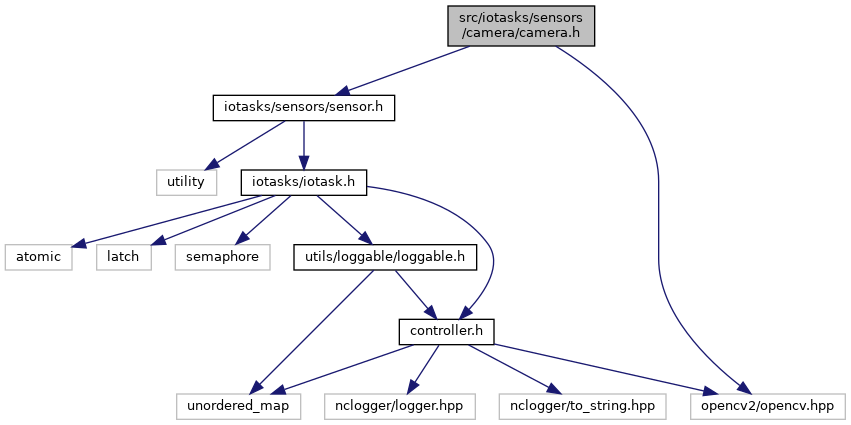 src/iotasks/sensors
/camera/camera.h
iotasks/sensors/sensor.h
utility
iotasks/iotask.h
atomic
latch
semaphore
utils/loggable/loggable.h
controller.h
unordered_map
nclogger/logger.hpp
nclogger/to_string.hpp
opencv2/opencv.hpp